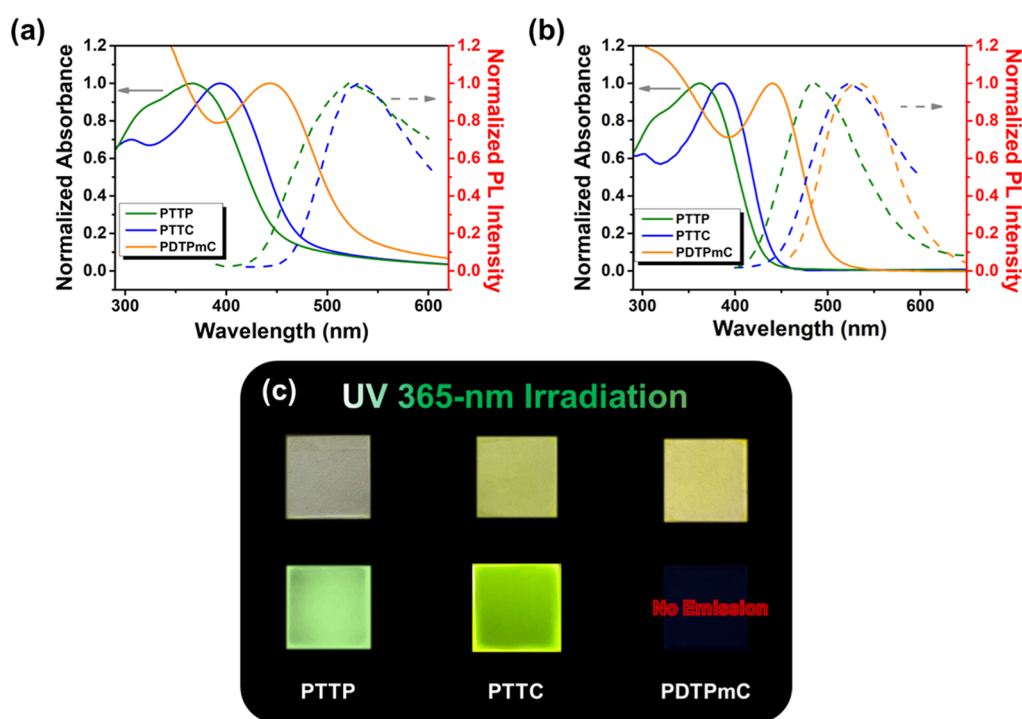 (a)
Normalized Absorbance
1.2
1.0
0.8
0.6
0.4
0.2
0.0
PTTP
PTTC
PDTPmC
300
400
500
600
Wavelength (nm)
1.2
1.0
0.8
0.6
0.4
0.2
0.0
Normalized PL Intensity
(b)
Normalized Absorbance
1.2
1.0
0.8
0.6
0.4
0.2
0.0
PTTP
PTTC
PDTPmC
300
400
500
600
Wavelength (nm)
1.2
1.0
0.8
0.6
0.4
0.2
0.0
Normalized PL Intensity
(c)
UV 365-nm Irradiation
No Emission
PTTP
PTTC
PDTPmC